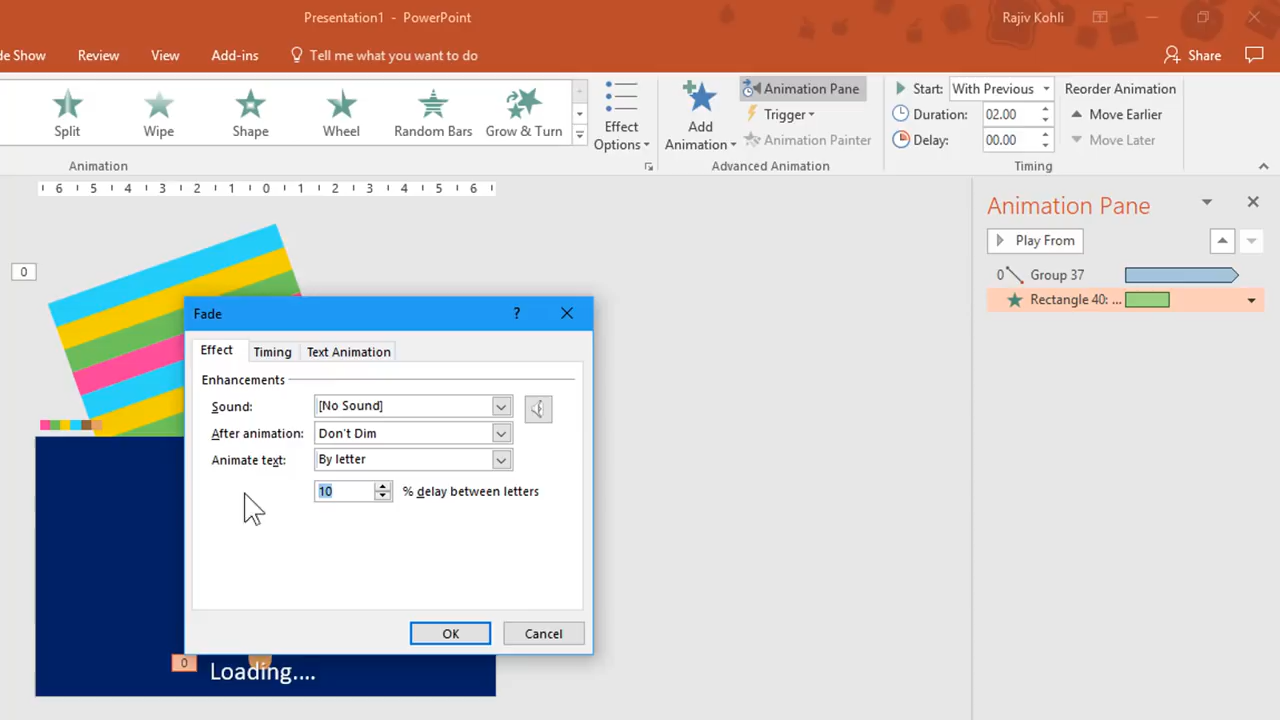 Presentation1 - PowerPoint
Rajiv Kohli
de Show
Review
View
Add-ins
Tell me what you want to do
Share
Split
Wipe
Shape
Wheel
Random Bars
Grow & Turn
Effect
Options
Add
Animation
Animation Pane
Trigger
Animation Painter
Start: With Previous
Duration: 02.00
Delay: 00.00
Reorder Animation
Move Earlier
Move Later
Animation
Advanced Animation
Timing
6 5 4 3 2 1 0 1 2 3 4 5 6
0
Animation Pane
Play From
0 Group 37
Rectangle 40: ...
Fade
?
Effect
Timing
Text Animation
Enhancements
Sound: [No Sound]
After animation: Don't Dim
Animate text: By letter
10 % delay between letters
OK
Cancel
0
Loading....